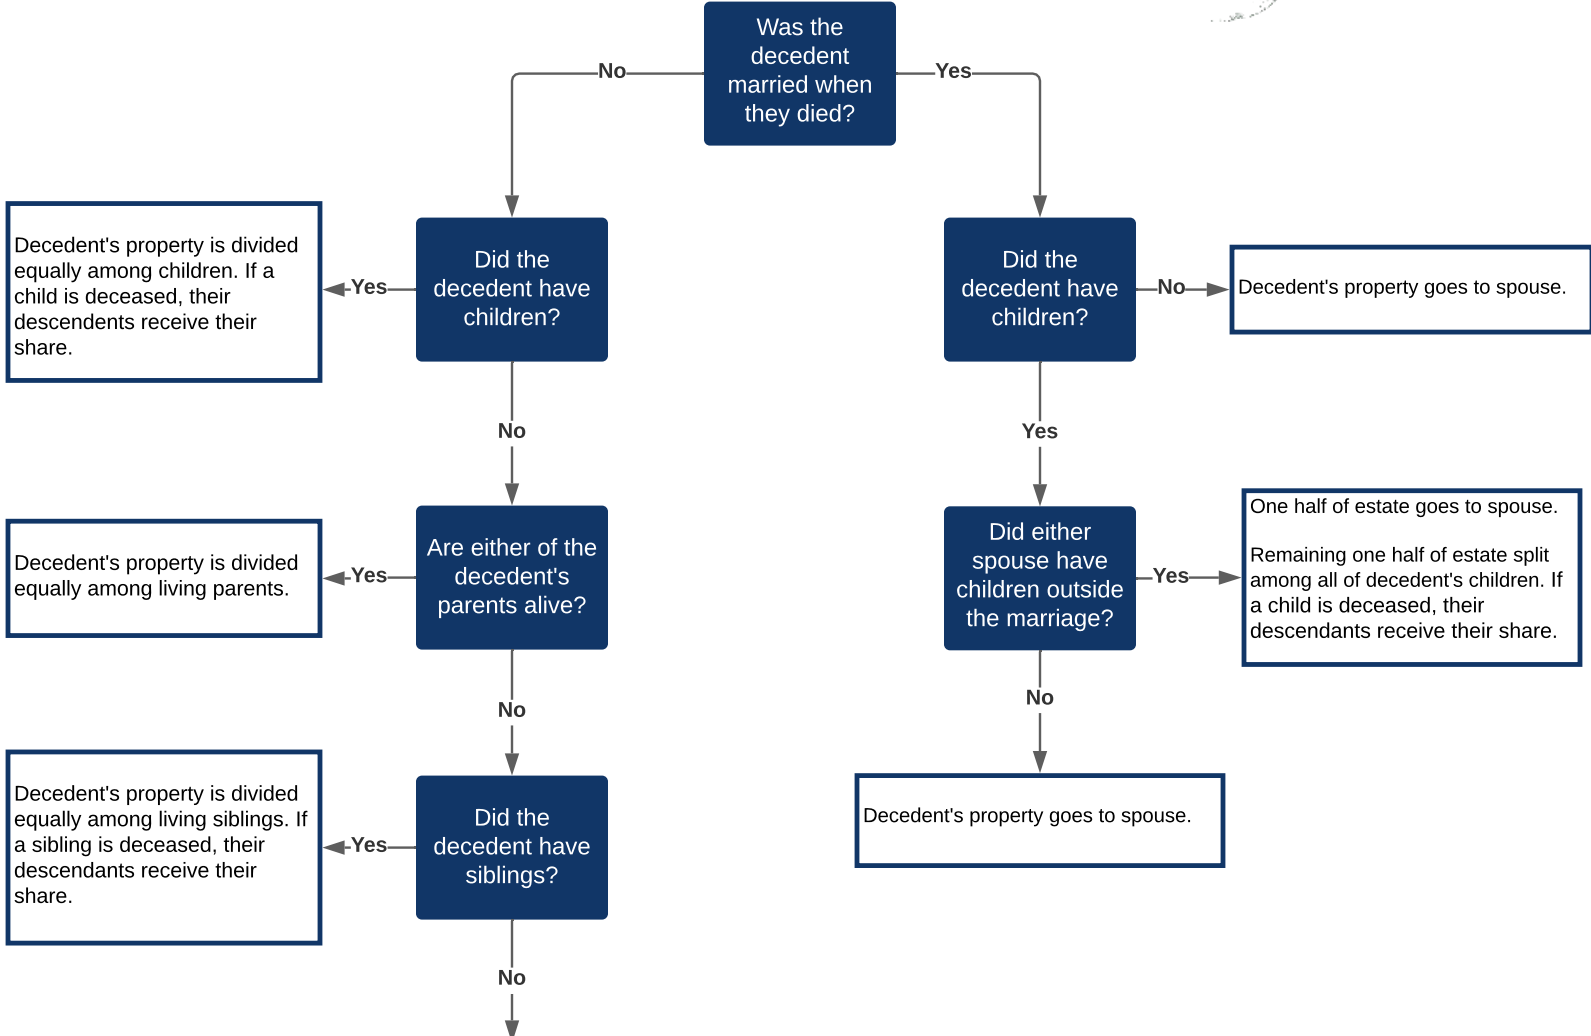 Was the
decedent
married when
they died?
No
Yes
Decedent's property is divided
equally among children. If a
child is deceased, their
descendents receive their
share.
Yes
Did the
decedent have
children?
Did the
decedent have
children?
No
Decedent's property goes to spouse.
No
Yes
Decedent's property is divided
equally among living parents.
Yes
Are either of the
decedent's
parents alive?
Did either
spouse have
children outside
the marriage?
Yes
One half of estate goes to spouse.
Remaining one half of estate split
among all of decedent's children. If
a child is deceased, their
descendants receive their share.
No
No
Decedent's property is divided
equally among living siblings. If
a sibling is deceased, their
descendants receive their
share.
Yes
Did the
decedent have
siblings?
Decedent's property goes to spouse.
No